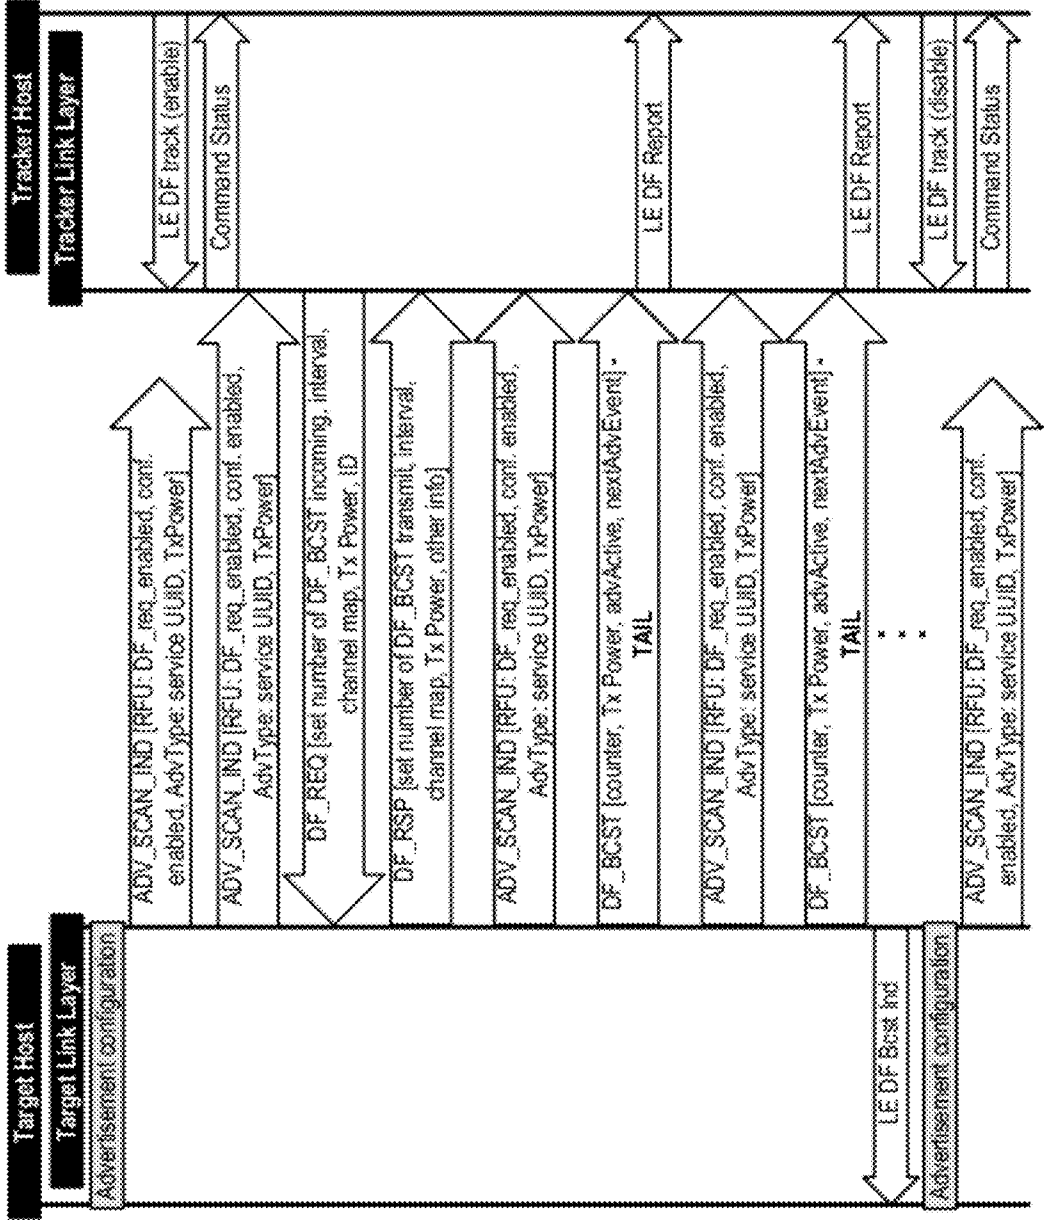 Target Host
Target Link Layer
Tracker Host
Tracker Link Layer
Advertisement configuration
ADV_SCAN_IND [RFU: DF_req_enabled, conf.
enabled, AdvType: service UUID, TxPower]
LE DF track (enable)
Command Status
ADV_SCAN_IND [RFU: DF_req_enabled, conf. enabled,
AdvType: service UUID, TxPower]
DF_REQ [set number of DF_BCST incoming, interval,
channel map, Tx Power, ID
DF_RSP [set number of DF_BCST transmit, interval,
channel map, Tx Power, other info]
ADV_SCAN_IND [RFU: DF_req_enabled, conf. enabled,
AdvType: service UUID, TxPower]
DF_BCST [counter, Tx Power, advActive, nextAdvEvent] -
TAIL
LE DF Report
ADV_SCAN_IND [RFU: DF_req_enabled, conf. enabled,
AdvType: service UUID, TxPower]
DF_BCST [counter, Tx Power, advActive, nextAdvEvent] -
TAIL
LE DF Report
LE DF Bcst Ind
. . .
LE DF track (disable)
Advertisement configuration
ADV_SCAN_IND [RFU: DF_req_enabled, conf.
enabled, AdvType: service UUID, TxPower]
Command Status